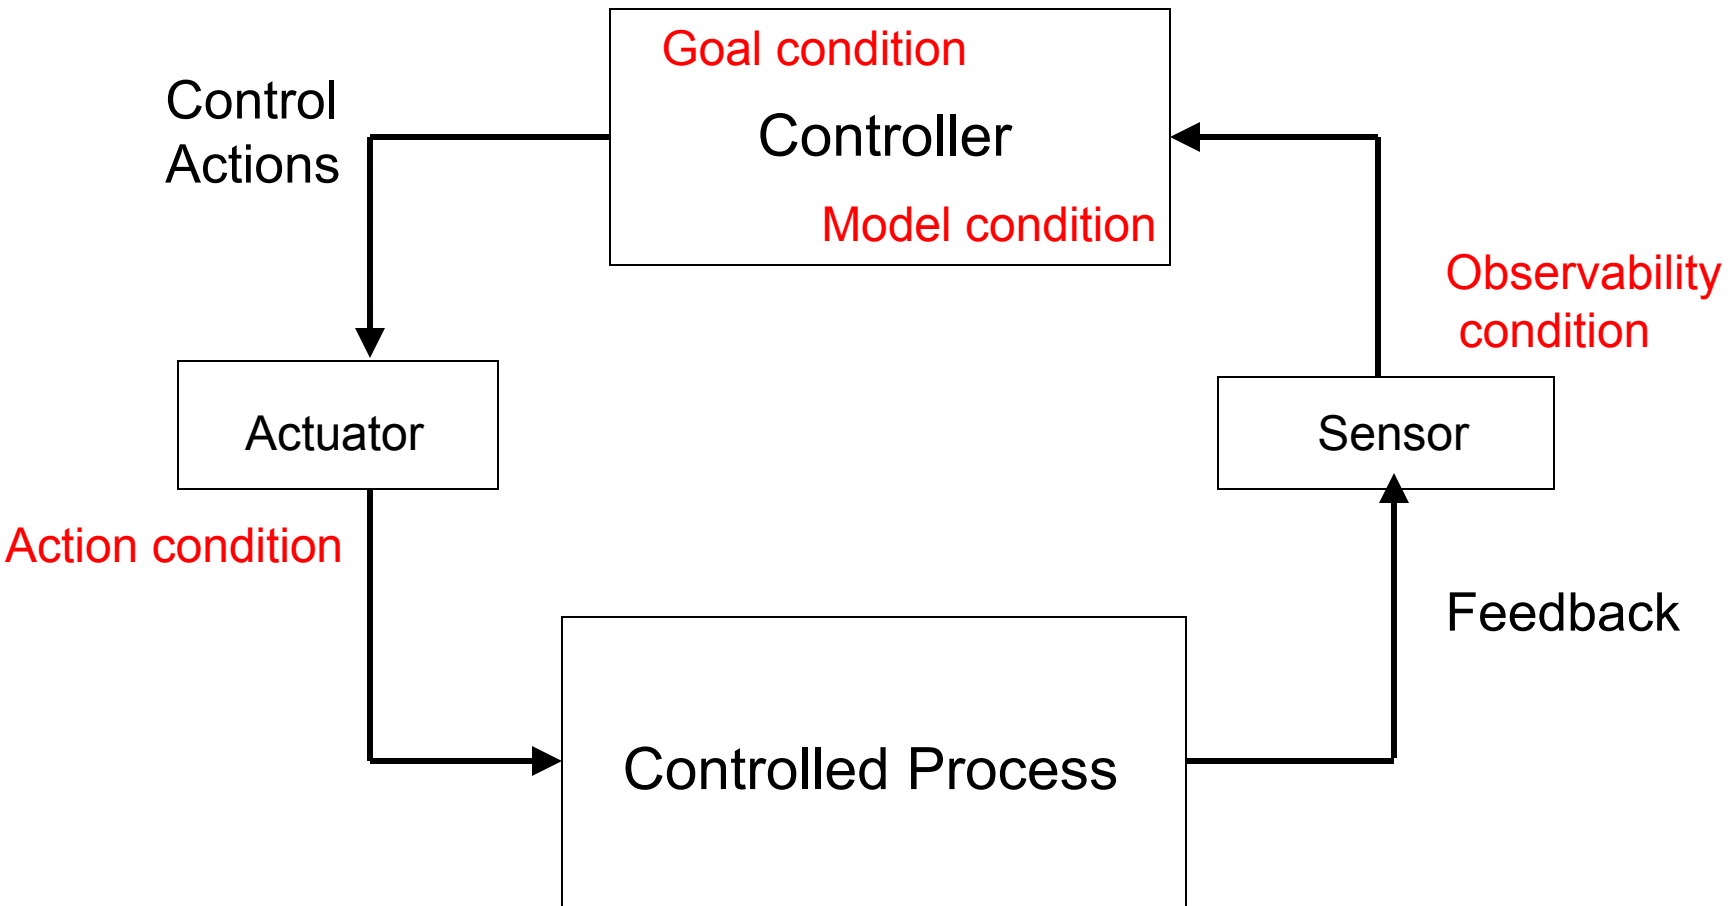 Goal condition
Control
Actions
Controller
Model condition
Observability
condition
Actuator
Sensor
Action condition
Feedback
Controlled Process